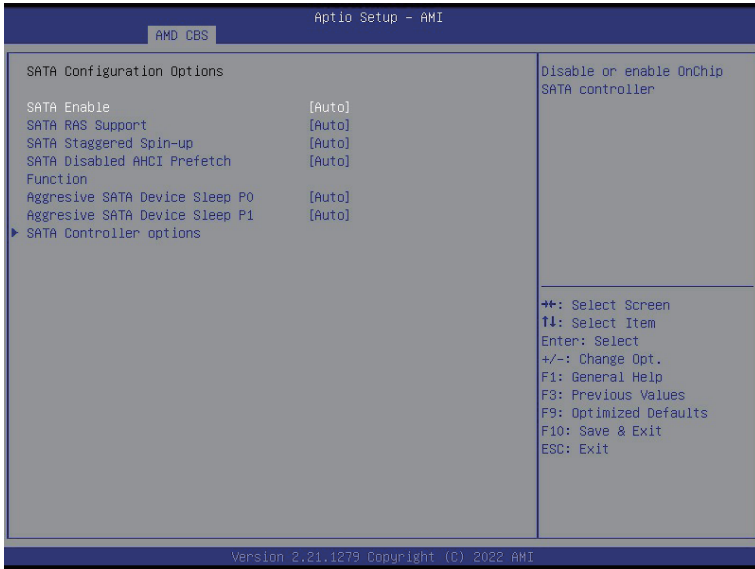 Aptio Setup - AMI
AMD CBS
SATA Configuration Options
SATA Enable [Auto]
SATA RAS Support [Auto]
SATA Staggered Spin-up [Auto]
SATA Disabled AHCI Prefetch [Auto]
Function
Aggresive SATA Device Sleep P0 [Auto]
Aggresive SATA Device Sleep P1 [Auto]
▶ SATA Controller options
Disable or enable OnChip
SATA controller
→←: Select Screen
↑↓: Select Item
Enter: Select
+/-: Change Opt.
F1: General Help
F3: Previous Values
F9: Optimized Defaults
F10: Save & Exit
ESC: Exit
Version 2.21.1279 Copyright (C) 2022 AMI